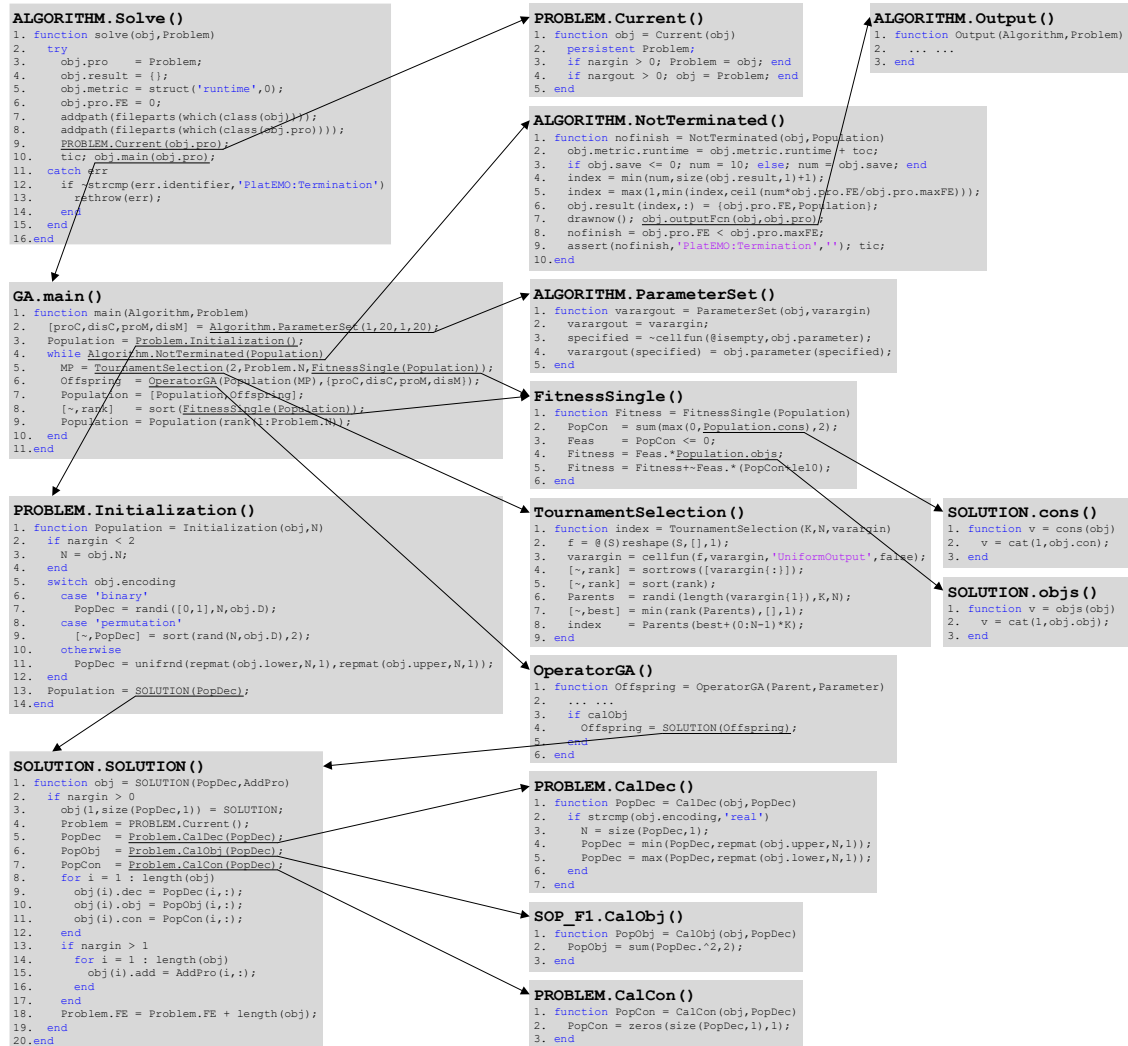 ALGORITHM.Solve()
1. function solve(obj,Problem)
2. try
3. obj.pro = Problem;
4. obj.result = {};
5. obj.metric = struct('runtime',0);
6. obj.pro.FE = 0;
7. addpath(fileparts(which(class(obj))));
8. addpath(fileparts(which(class(obj.pro))));
9. PROBLEM.Current(obj.pro);
10. tic; obj.main(obj.pro);
11. catch err
12. if ~strcmp(err.identifier,'PlatEMO:Termination')
13. rethrow(err);
14. end
15. end
16.end
GA.main()
1. function main(Algorithm,Problem)
2. [proC,disC,proM,disM] = Algorithm.ParameterSet(1,20,1,20);
3. Population = Problem.Initialization();
4. while Algorithm.NotTerminated(Population)
5. MP = TournamentSelection(2,Problem.N,FitnessSingle(Population));
6. Offspring = OperatorGA(Population(MP),{proC,disC,proM,disM});
7. Population = [Population,Offspring];
8. [~,rank] = sort(FitnessSingle(Population));
9. Population = Population(rank(1:Problem.N));
10. end
11.end
PROBLEM.Initialization()
1. function Population = Initialization(obj,N)
2. if nargin < 2
3. N = obj.N;
4. end
5. switch obj.encoding
6. case 'binary'
7. PopDec = randi([0,1],N,obj.D);
8. case 'permutation'
9. [~,PopDec] = sort(rand(N,obj.D),2);
10. otherwise
11. PopDec = unifrnd(repmat(obj.lower,N,1),repmat(obj.upper,N,1));
12. end
13. Population = SOLUTION(PopDec);
14.end
SOLUTION.SOLUTION()
1. function obj = SOLUTION(PopDec,AddPro)
2. if nargin > 0
3. obj(1,size(PopDec,1)) = SOLUTION;
4. Problem = PROBLEM.Current();
5. PopDec = Problem.CalDec(PopDec);
6. PopObj = Problem.CalObj(PopDec);
7. PopCon = Problem.CalCon(PopDec);
8. for i = 1 : length(obj)
9. obj(i).dec = PopDec(i,:);
10. obj(i).obj = PopObj(i,:);
11. obj(i).con = PopCon(i,:);
12. end
13. if nargin > 1
14. for i = 1 : length(obj)
15. obj(i).add = AddPro(i,:);
16. end
17. end
18. Problem.FE = Problem.FE + length(obj);
19. end
20.end
PROBLEM.Current()
1. function obj = Current(obj)
2. persistent Problem;
3. if nargin > 0; Problem = obj; end
4. if nargout > 0; obj = Problem; end
5. end
ALGORITHM.Output()
1. function Output(Algorithm,Problem)
2. ... ...
3. end
ALGORITHM.NotTerminated()
1. function nofinish = NotTerminated(obj,Population)
2. obj.metric.runtime = obj.metric.runtime + toc;
3. if obj.save <= 0; num = 10; else; num = obj.save; end
4. index = min(num,size(obj.result,1)+1);
5. index = max(1,min(index,ceil(num*obj.pro.FE/obj.pro.maxFE)));
6. obj.result(index,:) = {obj.pro.FE,Population};
7. drawnow(); obj.outputFcn(obj,obj.pro);
8. nofinish = obj.pro.FE < obj.pro.maxFE;
9. assert(nofinish,'PlatEMO:Termination',''); tic;
10.end
ALGORITHM.ParameterSet()
1. function varargout = ParameterSet(obj,varargin)
2. varargout = varargin;
3. specified = ~cellfun(@isempty,obj.parameter);
4. varargout(specified) = obj.parameter(specified);
5. end
FitnessSingle()
1. function Fitness = FitnessSingle(Population)
2. PopCon = sum(max(0,Population.cons),2);
3. Feas = PopCon <= 0;
4. Fitness = Feas.*Population.objs;
5. Fitness = Fitness+~Feas.*(PopCon+1e10);
6. end
TournamentSelection()
1. function index = TournamentSelection(K,N,varargin)
2. f = @(S)reshape(S,[],1);
3. varargin = cellfun(f,varargin,'UniformOutput',false);
4. [~,rank] = sortrows([varargin{:}]);
5. [~,rank] = sort(rank);
6. Parents = randi(length(varargin{1}),K,N);
7. [~,best] = min(rank(Parents),[],1);
8. index = Parents(best+(0:N-1)*K);
9. end
SOLUTION.cons()
1. function v = cons(obj)
2. v = cat(1,obj.con);
3. end
SOLUTION.objs()
1. function v = objs(obj)
2. v = cat(1,obj.obj);
3. end
OperatorGA()
1. function Offspring = OperatorGA(Parent,Parameter)
2. ... ...
3. if calObj
4. Offspring = SOLUTION(Offspring);
5. end
6. end
PROBLEM.CalDec()
1. function PopDec = CalDec(obj,PopDec)
2. if strcmp(obj.encoding,'real')
3. N = size(PopDec,1);
4. PopDec = min(PopDec,repmat(obj.upper,N,1));
5. PopDec = max(PopDec,repmat(obj.lower,N,1));
6. end
7. end
SOP_F1.CalObj()
1. function PopObj = CalObj(obj,PopDec)
2. PopObj = sum(PopDec.^2,2);
3. end
PROBLEM.CalCon()
1. function PopCon = CalCon(obj,PopDec)
2. PopCon = zeros(size(PopDec,1),1);
3. end